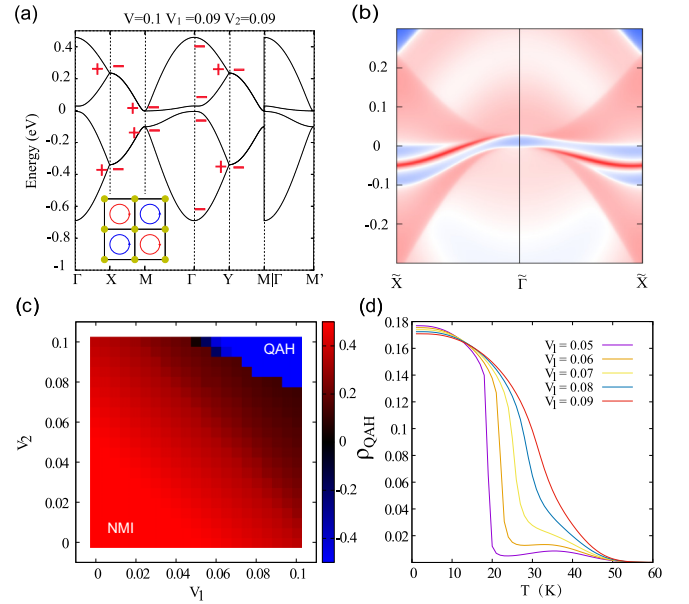 (a)
V=0.1 V₁=0.09 V₂=0.09
Energy (eV)
0.4
0.2
0
-0.2
-0.4
-0.6
-0.8
-1
+ − + − + − − − − − + − + −
Γ X M Γ Y M|Γ M'
(b)
0.2
0
-0.2
X̃ Γ̃ X̃
(c)
QAH
NMI
V₂
0.1
0.08
0.06
0.04
0.02
0
0 0.02 0.04 0.06 0.08 0.1
V₁
0.4
0.2
0
-0.2
-0.4
(d)
ρQAH
0.18
0.16
0.14
0.12
0.10
0.08
0.06
0.04
0.02
V₁ = 0.05
V₁ = 0.06
V₁ = 0.07
V₁ = 0.08
V₁ = 0.09
0 10 20 30 40 50 60
T (K)